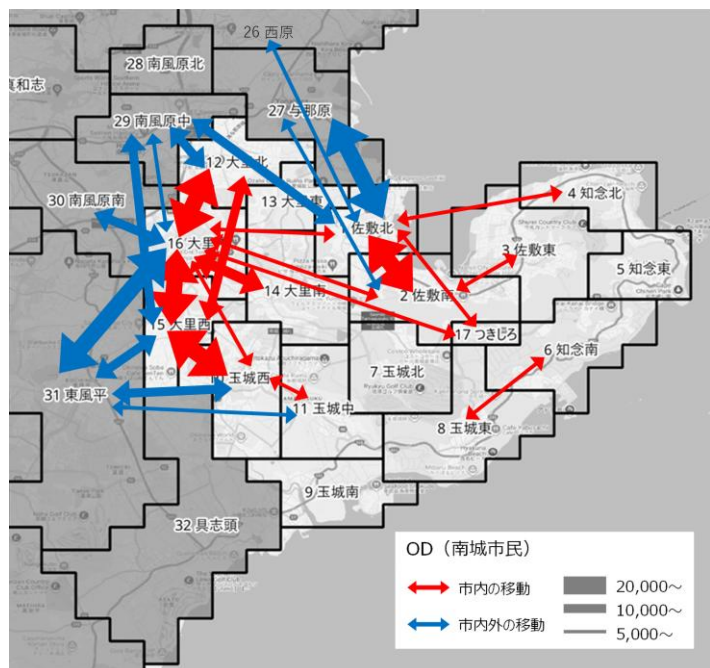 26 西原
28 南風原北
真和志
27 与那原
29 南風原中
12 大里北
4 知念北
30 南風原南
13 大里東
1 佐敷北
16 大里
3 佐敷東
5 知念東
14 大里南
2 佐敷南
15 大里西
17 つきしろ
6 知念南
玉城西
7 玉城北
31 東風平
11 玉城中
8 玉城東
9 玉城南
32 具志頭
OD（南城市民）
市内の移動
20,000～
10,000～
市内外の移動
5,000～